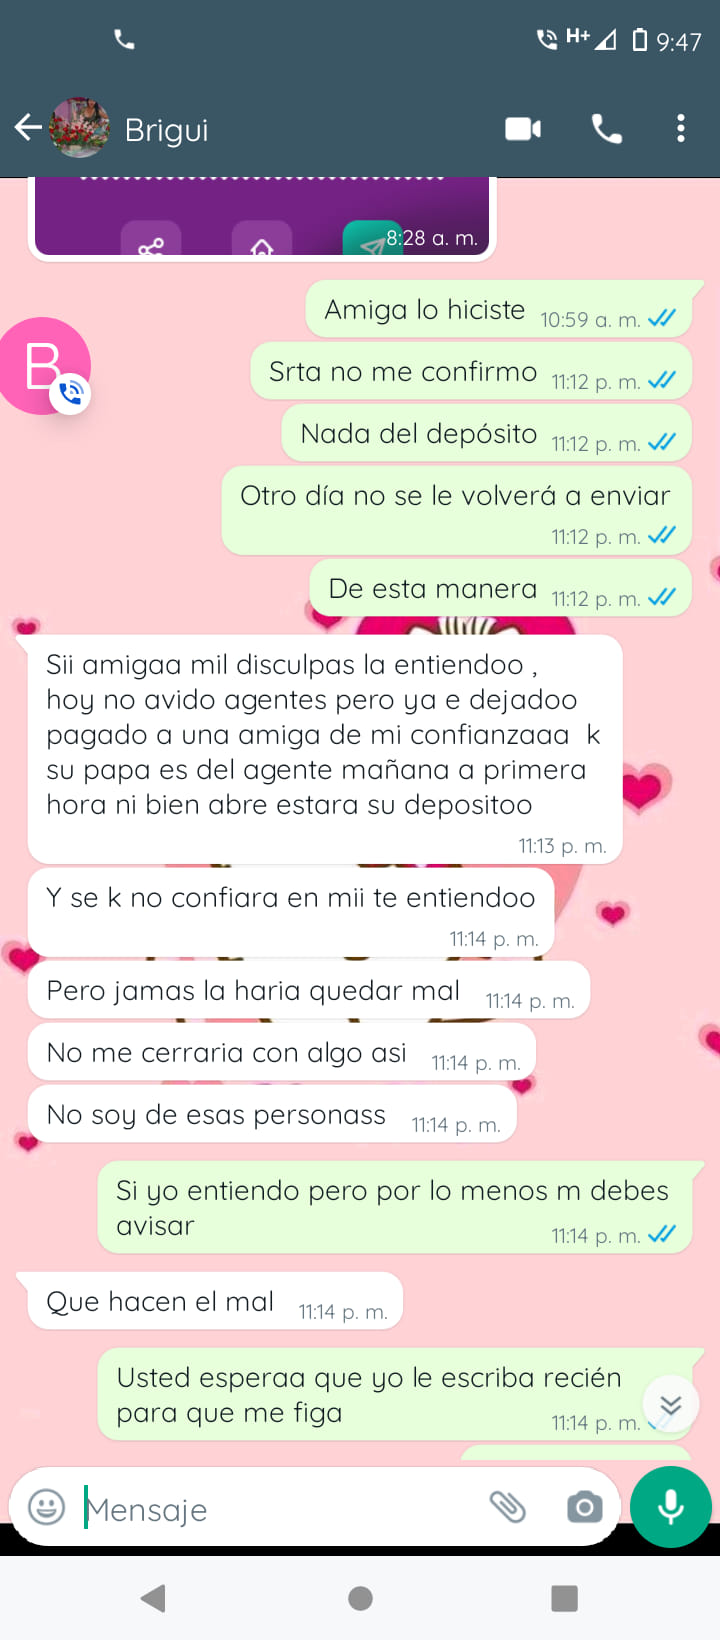 H+ 9:47
Brigui
8:28 a. m.
Amiga lo hiciste 10:59 a. m.
B
Srta no me confirmo 11:12 p. m.
Nada del depósito 11:12 p. m.
Otro día no se le volverá a enviar
11:12 p. m.
De esta manera 11:12 p. m.
Sii amigaa mil disculpas la entiendoo ,
hoy no avido agentes pero ya e dejadoo
pagado a una amiga de mi confianzaaa k
su papa es del agente mañana a primera
hora ni bien abre estara su depositoo
11:13 p. m.
Y se k no confiara en mii te entiendoo
11:14 p. m.
Pero jamas la haria quedar mal 11:14 p. m.
No me cerraria con algo asi 11:14 p. m.
No soy de esas personass 11:14 p. m.
Si yo entiendo pero por lo menos m debes
avisar 11:14 p. m.
Que hacen el mal 11:14 p. m.
Usted esperaa que yo le escriba recién
para que me figa 11:14 p. m.
Mensaje